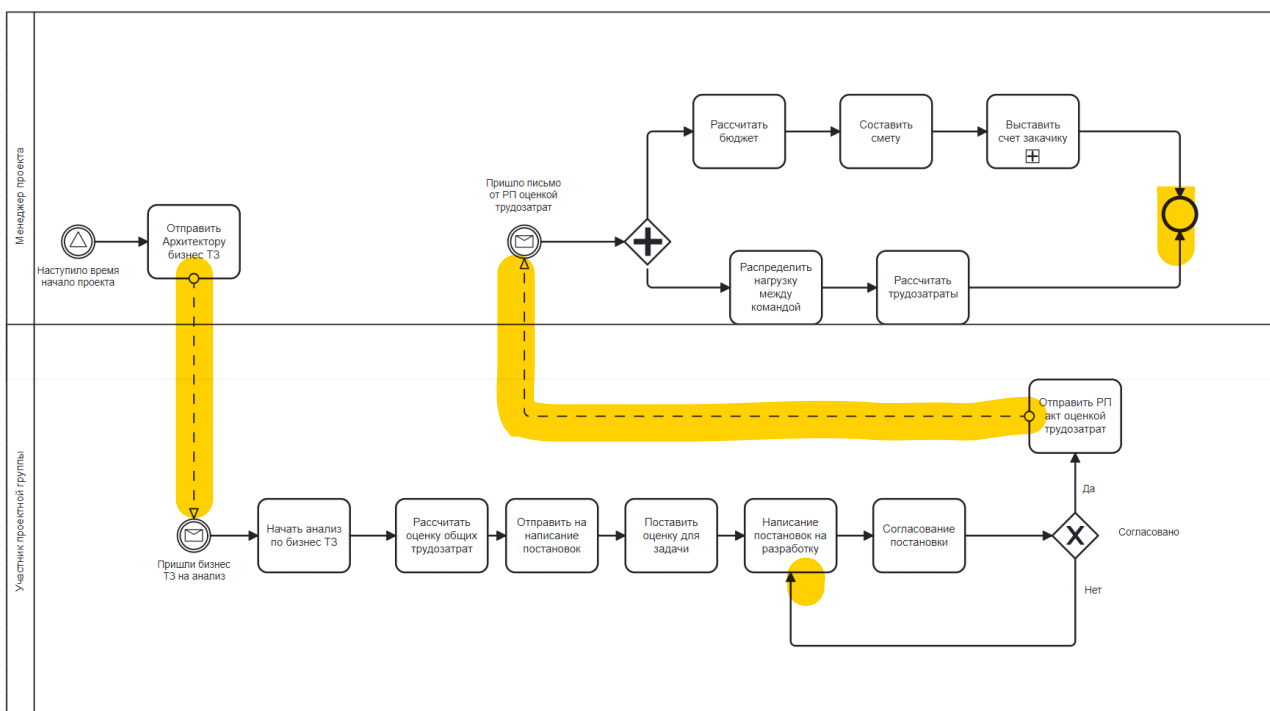 Менеджер проекта
Наступило время
начало проекта
Отправить
Архитектору
бизнес ТЗ
Пришло письмо
от РП оценкой
трудозатрат
Рассчитать
бюджет
Составить
смету
Выставить
счет закачику
Распределить
нагрузку
между
командой
Рассчитать
трудозатраты
Участник проектной группы
Пришли бизнес
ТЗ на анализ
Начать анализ
по бизнес ТЗ
Рассчитать
оценку общих
трудозатрат
Отправить на
написание
постановок
Поставить
оценку для
задачи
Написание
постановок на
разработку
Согласование
постановки
Согласовано
Да
Нет
Отправить РП
акт оценкой
трудозатрат